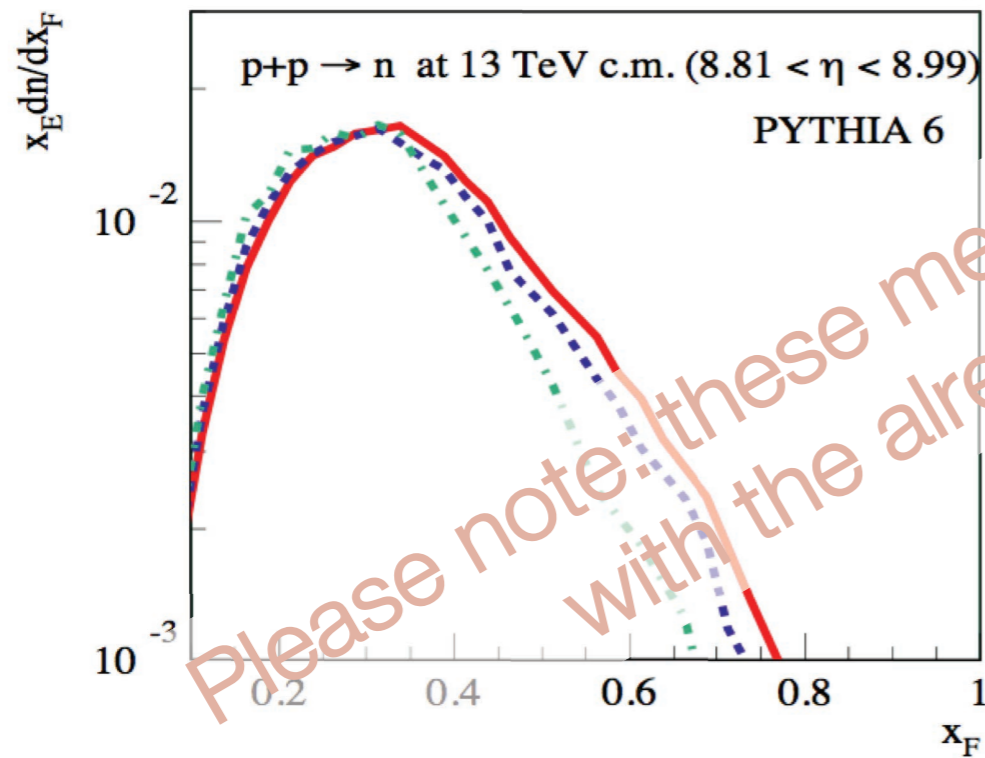 x_E dn/dx_F
p+p → n at 13 TeV c.m. (8.81 < η < 8.99)
PYTHIA 6
10^-2
10^-3
0.2 0.4 0.6 0.8 1
x_F
Please note: these me
with the alre